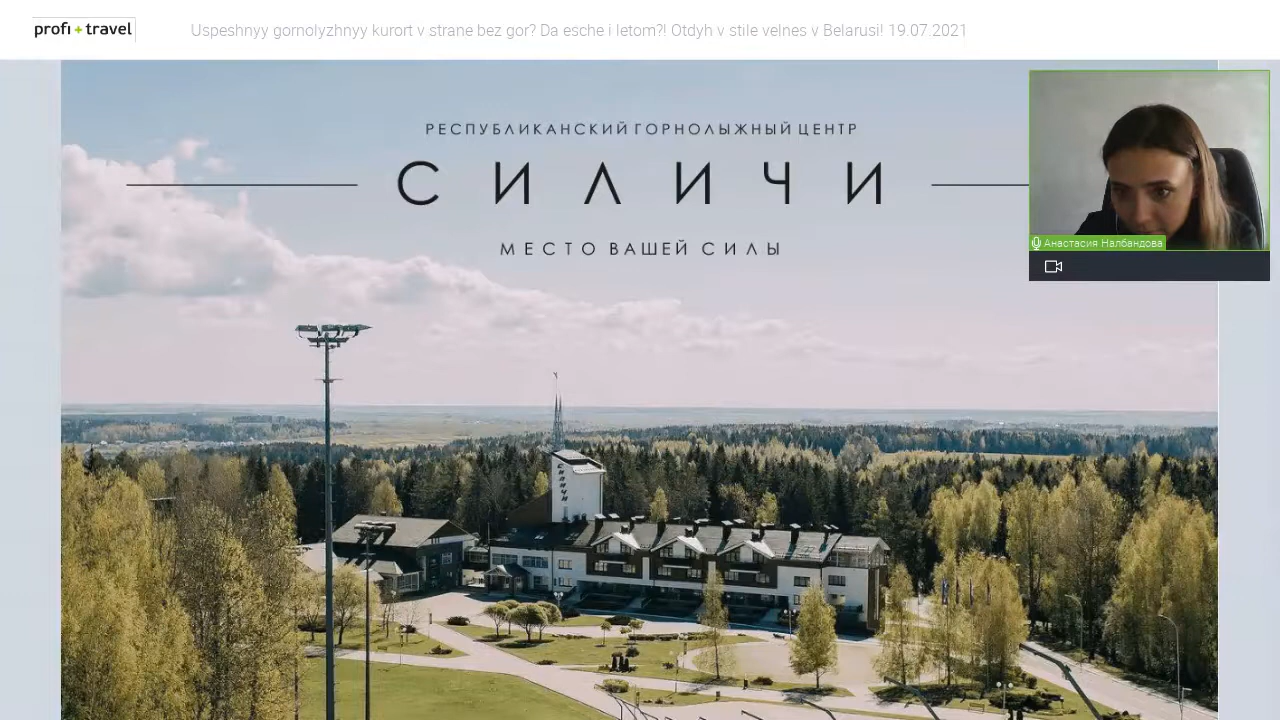 profi + travel
Uspeshnyy gornolyzhnyy kurort v strane bez gor? Da esche i letom?! Otdyh v stile velnes v Belarusi! 19.07.2021
РЕСПУБЛИКАНСКИЙ ГОРНОЛЫЖНЫЙ ЦЕНТР
СИЛИЧИ
МЕСТО ВАШЕЙ СИЛЫ
Анастасия Налбандова
СИЛИЧИ